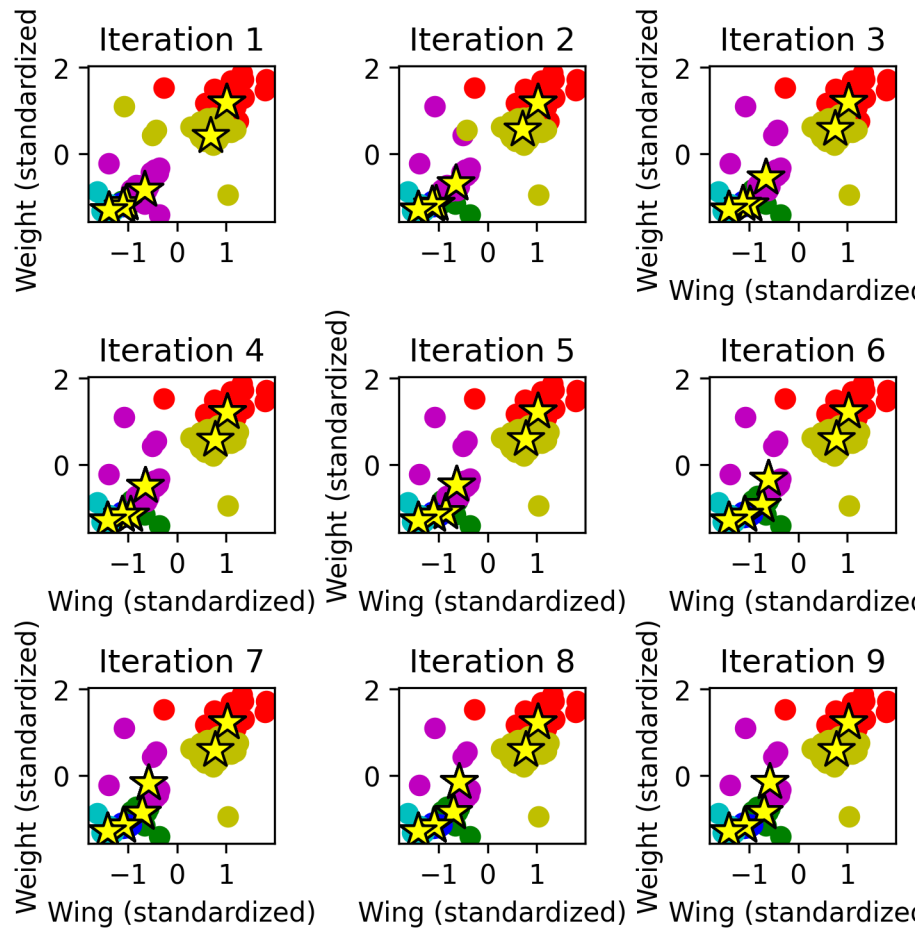 Iteration 1
Weight (standardized
2
0
−1 0 1
Iteration 2
2
0
−1 0 1
Iteration 3
Weight (standardized
2
0
−1 0 1
Wing (standardized
Iteration 4
2
0
−1 0 1
Wing (standardized)
Iteration 5
Weight (standardized)
2
0
−1 0 1
Wing (standardized)
Iteration 6
2
0
−1 0 1
Wing (standardized
Iteration 7
Weight (standardized)
2
0
−1 0 1
Wing (standardized)
Iteration 8
2
0
−1 0 1
Wing (standardized)
Iteration 9
Weight (standardized)
2
0
−1 0 1
Wing (standardized